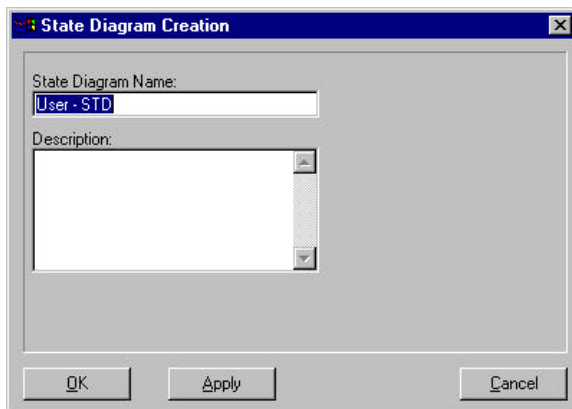 State Diagram Creation
State Diagram Name:
User - STD
Description:
OK
Apply
Cancel